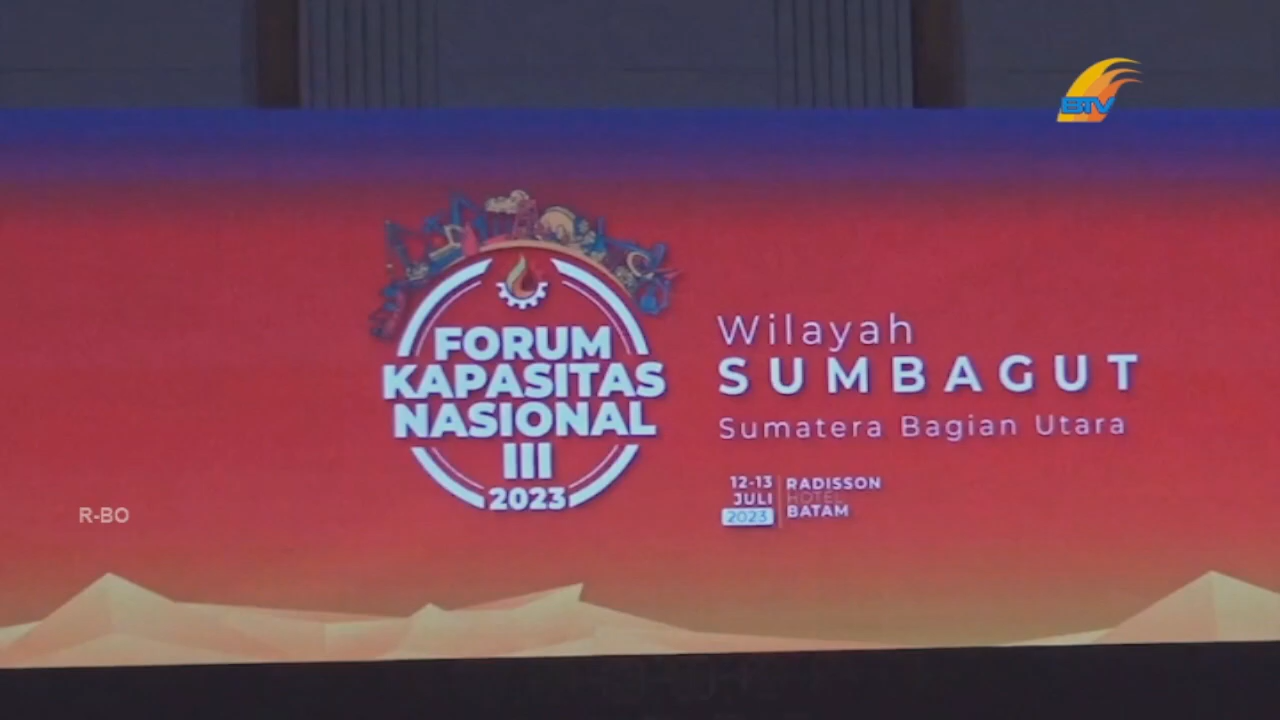 BTV
FORUM
KAPASITAS
NASIONAL
III
2023
Wilayah
SUMBAGUT
Sumatera Bagian Utara
12-13
JULI
2023
RADISSON
HOTEL
BATAM
R-BO